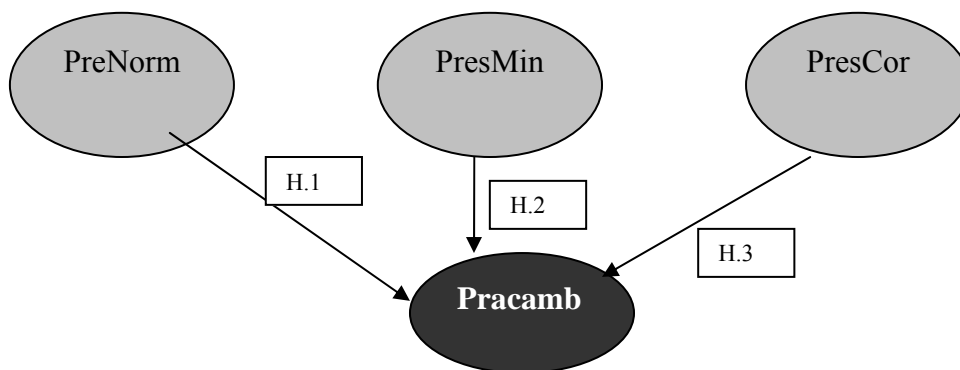 PreNorm
PresMin
PresCor
H.1
H.2
H.3
Pracamb